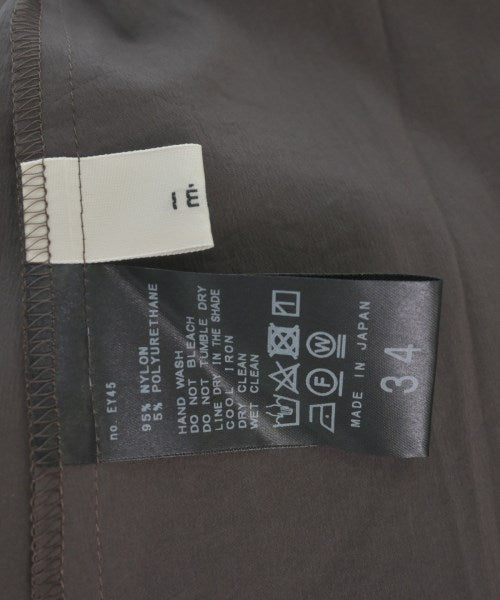 no. EY45
95% NYLON
5% POLYURETHANE
HAND WASH
DO NOT BLEACH
DO NOT TUMBLE DRY
LINE DRY IN THE SHADE
COOL IRON
DRY CLEAN
WET CLEAN
F W
MADE IN JAPAN
34